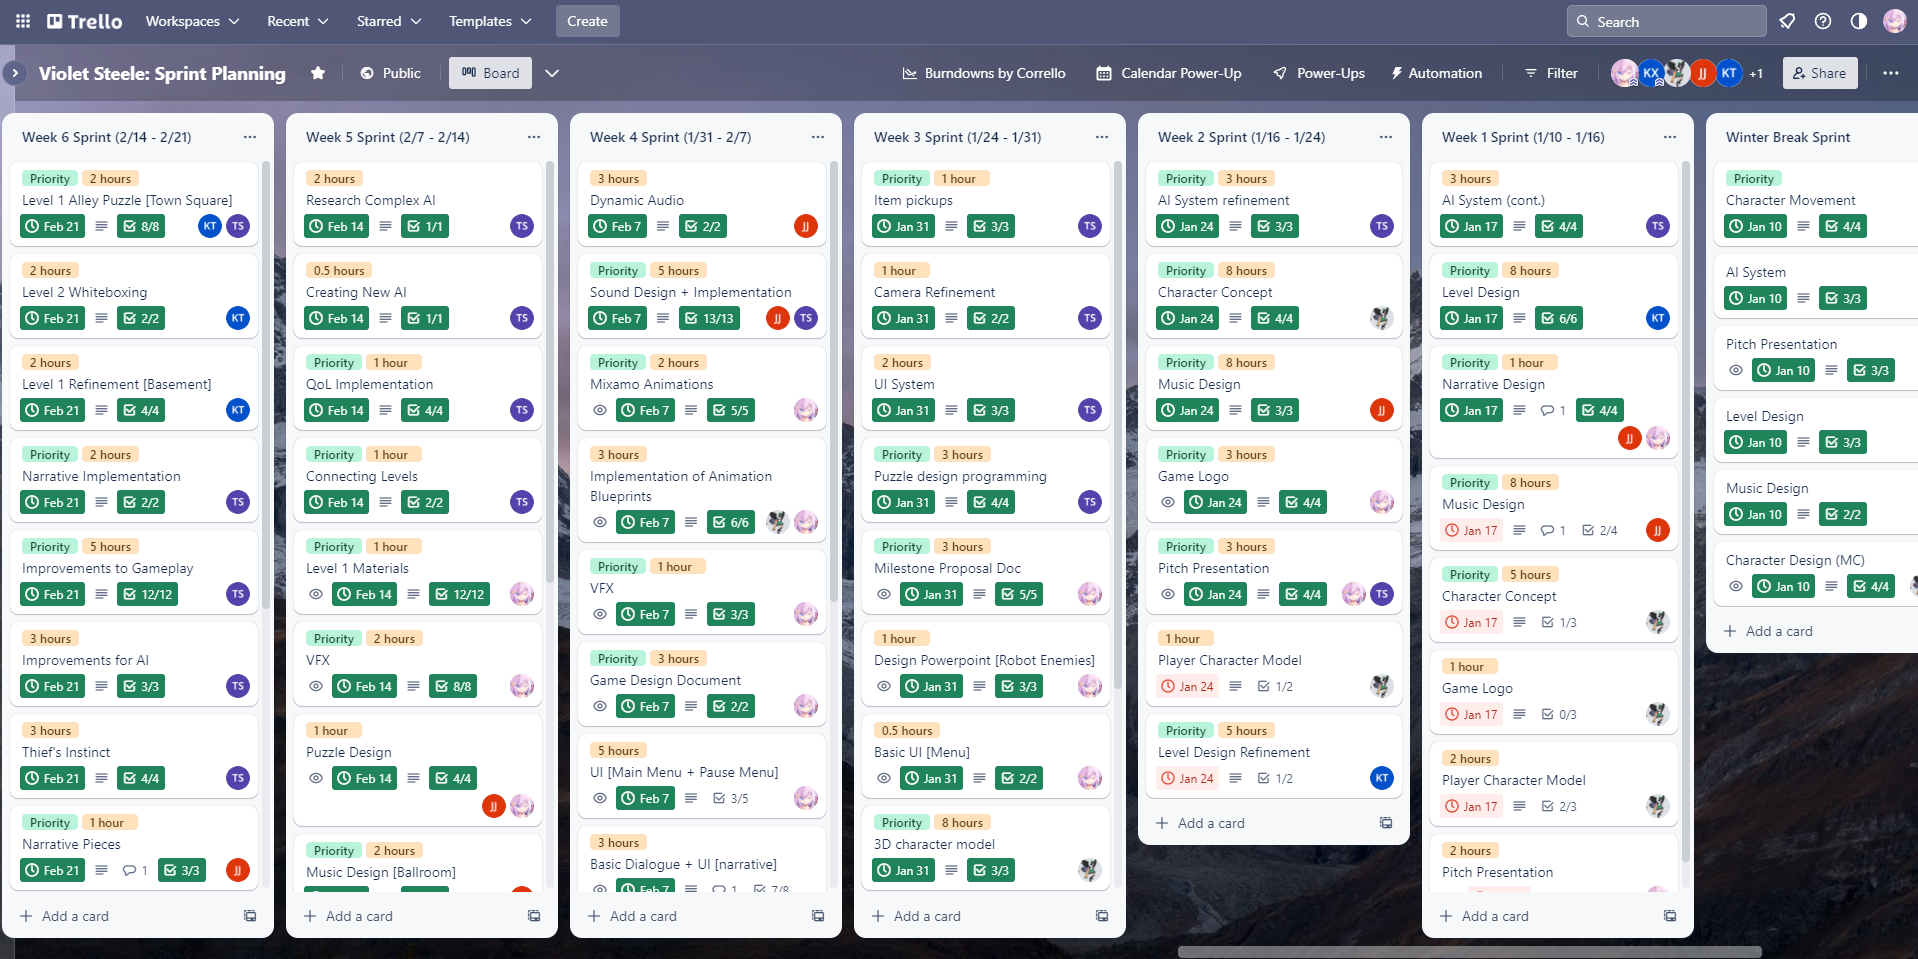 Trello
Workspaces
Recent
Starred
Templates
Create
Search
Violet Steele: Sprint Planning
Public
Board
Burndowns by Corrello
Calendar Power-Up
Power-Ups
Automation
Filter
KX
JJ
KT
+1
Share
Week 6 Sprint (2/14 - 2/21)
Priority 2 hours
Level 1 Alley Puzzle [Town Square]
Feb 21 8/8 KT TS
2 hours
Level 2 Whiteboxing
Feb 21 2/2 KT
2 hours
Level 1 Refinement [Basement]
Feb 21 4/4 KT
Priority 2 hours
Narrative Implementation
Feb 21 2/2 TS
Priority 5 hours
Improvements to Gameplay
Feb 21 12/12 TS
3 hours
Improvements for AI
Feb 21 3/3 TS
3 hours
Thief's Instinct
Feb 21 4/4 TS
Priority 1 hour
Narrative Pieces
Feb 21 1 3/3 JJ
Add a card
Week 5 Sprint (2/7 - 2/14)
2 hours
Research Complex AI
Feb 14 1/1 TS
0.5 hours
Creating New AI
Feb 14 1/1 TS
Priority 1 hour
QoL Implementation
Feb 14 4/4 TS
Priority 1 hour
Connecting Levels
Feb 14 2/2 TS
Priority 1 hour
Level 1 Materials
Feb 14 12/12
Priority 2 hours
VFX
Feb 14 8/8
1 hour
Puzzle Design
Feb 14 4/4
JJ
Priority 2 hours
Music Design [Ballroom]
Add a card
Week 4 Sprint (1/31 - 2/7)
3 hours
Dynamic Audio
Feb 7 2/2 JJ
Priority 5 hours
Sound Design + Implementation
Feb 7 13/13 JJ TS
Priority 2 hours
Mixamo Animations
Feb 7 5/5
3 hours
Implementation of Animation
Blueprints
Feb 7 6/6
Priority 1 hour
VFX
Feb 7 3/3
Priority 3 hours
Game Design Document
Feb 7 2/2
5 hours
UI [Main Menu + Pause Menu]
Feb 7 3/5
3 hours
Basic Dialogue + UI [narrative]
Feb 7 1 7/8
Add a card
Week 3 Sprint (1/24 - 1/31)
Priority 1 hour
Item pickups
Jan 31 3/3 TS
1 hour
Camera Refinement
Jan 31 2/2 TS
2 hours
UI System
Jan 31 3/3 TS
Priority 3 hours
Puzzle design programming
Jan 31 4/4 TS
Priority 3 hours
Milestone Proposal Doc
Jan 31 5/5
1 hour
Design Powerpoint [Robot Enemies]
Jan 31 3/3
0.5 hours
Basic UI [Menu]
Jan 31 2/2
Priority 8 hours
3D character model
Jan 31 3/3
Add a card
Week 2 Sprint (1/16 - 1/24)
Priority 3 hours
AI System refinement
Jan 24 3/3 TS
Priority 8 hours
Character Concept
Jan 24 4/4
Priority 8 hours
Music Design
Jan 24 3/3 JJ
Priority 3 hours
Game Logo
Jan 24 4/4
Priority 3 hours
Pitch Presentation
Jan 24 4/4 TS
1 hour
Player Character Model
Jan 24 1/2
Priority 5 hours
Level Design Refinement
Jan 24 1/2 KT
Add a card
Week 1 Sprint (1/10 - 1/16)
3 hours
AI System (cont.)
Jan 17 4/4 TS
Priority 8 hours
Level Design
Jan 17 6/6 KT
Priority 1 hour
Narrative Design
Jan 17 1 4/4
JJ
Priority 8 hours
Music Design
Jan 17 1 2/4 JJ
Priority 5 hours
Character Concept
Jan 17 1/3
1 hour
Game Logo
Jan 17 0/3
2 hours
Player Character Model
Jan 17 2/3
2 hours
Pitch Presentation
Add a card
Winter Break Sprint
Priority
Character Movement
Jan 10 4/4
AI System
Jan 10 3/3
Pitch Presentation
Jan 10 3/3
Level Design
Jan 10 3/3
Music Design
Jan 10 2/2
Character Design (MC)
Jan 10 4/4
Add a card